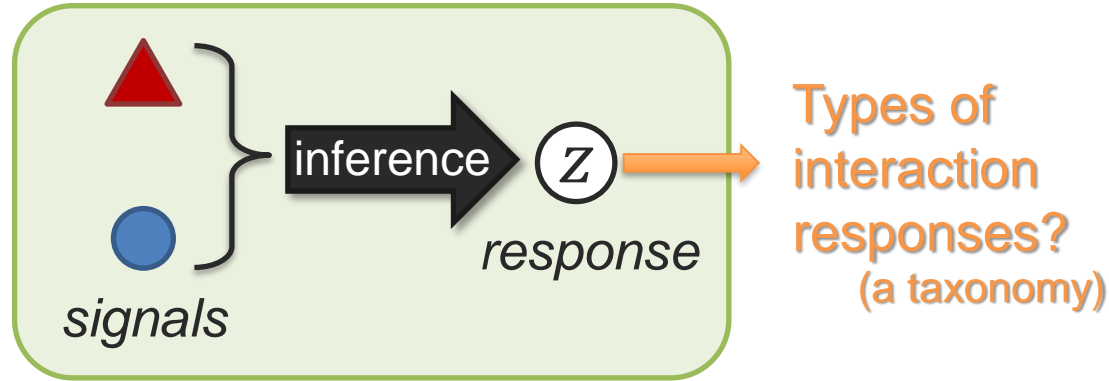 signals
inference
z
response
Types of
interaction
responses?
(a taxonomy)